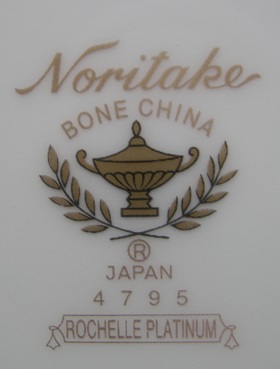 Noritake
BONE CHINA
®
JAPAN
4795
ROCHELLE PLATINUM